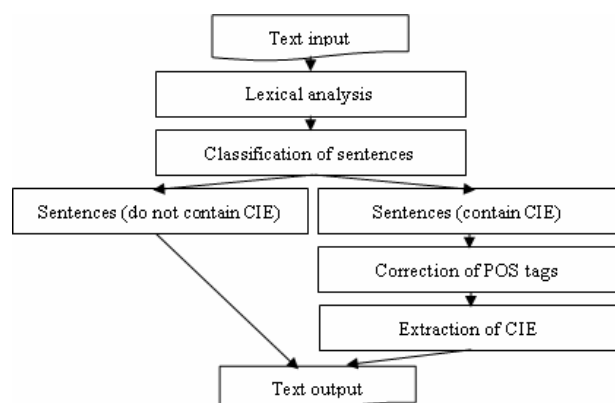 Text input
Lexical analysis
Classification of sentences
Sentences (do not contain CIE)
Sentences (contain CIE)
Correction of POS tags
Extraction of CIE
Text output